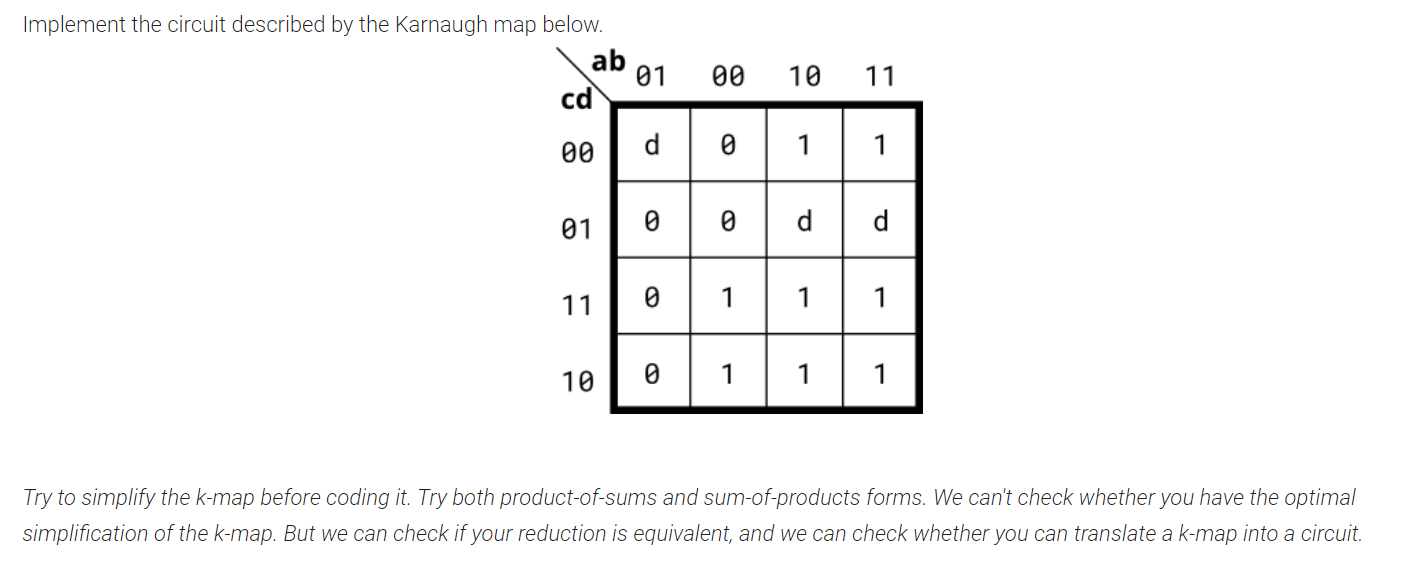 Implement the circuit described by the Karnaugh map below.
ab
01 00 10 11
cd
00 d 0 1 1
01 0 0 d d
11 0 1 1 1
10 0 1 1 1
Try to simplify the k-map before coding it. Try both product-of-sums and sum-of-products forms. We can't check whether you have the optimal
simplification of the k-map. But we can check if your reduction is equivalent, and we can check whether you can translate a k-map into a circuit.